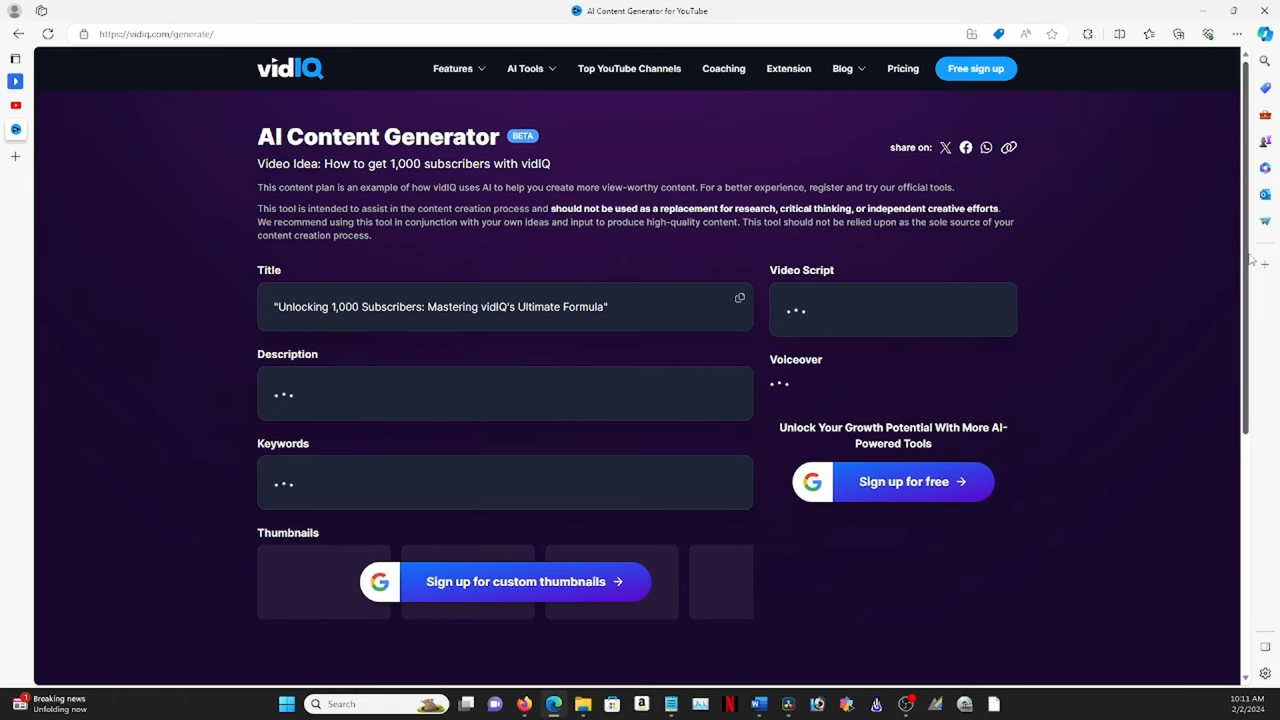 AI Content Generator for YouTube
https://vidiq.com/generate/
vidIQ
Features
AI Tools
Top YouTube Channels
Coaching
Extension
Blog
Pricing
Free sign up
AI Content Generator BETA
Video Idea: How to get 1,000 subscribers with vidIQ
share on:
This content plan is an example of how vidIQ uses AI to help you create more view-worthy content. For a better experience, register and try our official tools.
This tool is intended to assist in the content creation process and should not be used as a replacement for research, critical thinking, or independent creative efforts.
We recommend using this tool in conjunction with your own ideas and input to produce high-quality content. This tool should not be relied upon as the sole source of your
content creation process.
Title
"Unlocking 1,000 Subscribers: Mastering vidIQ's Ultimate Formula"
Description
Keywords
Thumbnails
Sign up for custom thumbnails
Video Script
Voiceover
Unlock Your Growth Potential With More AI-
Powered Tools
Sign up for free
1
Breaking news
Unfolding now
Search
10:11 AM
2/2/2024